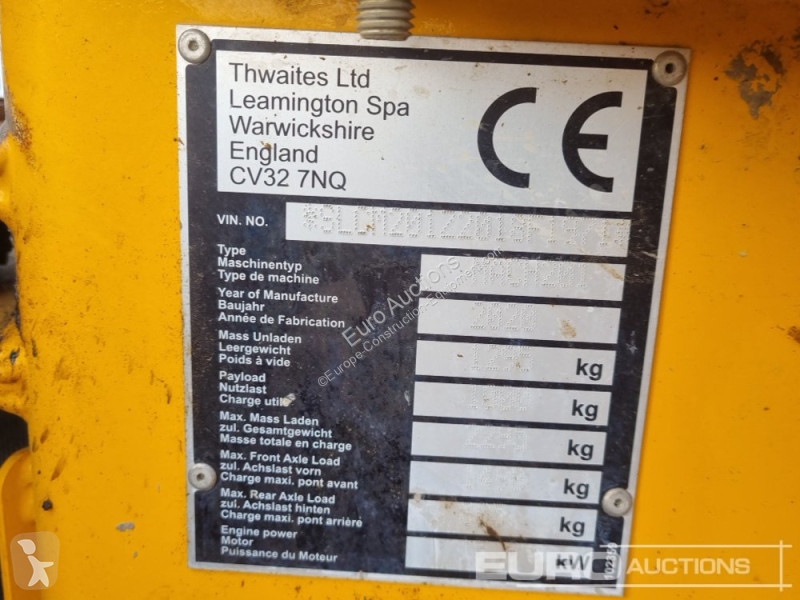 Thwaites Ltd
Leamington Spa
Warwickshire
England
CV32 7NQ
CE
VIN. NO.
Type
Maschinentyp
Type de machine
Year of Manufacture
Baujahr
Année de Fabrication
Mass Unladen
Leergewicht
Poids à vide
kg
Payload
Nutzlast
Charge utile
kg
Max. Mass Laden
zul. Gesamtgewicht
Masse totale en charge
kg
Max. Front Axle Load
zul. Achslast vorn
Charge maxi. pont avant
kg
Max. Rear Axle Load
zul. Achslast hinten
Charge maxi. pont arrière
kg
Engine power
Motor
Puissance du Moteur
kW
Euro Auctions
©Europe-Construction-Equipment.com
EURO AUCTIONS